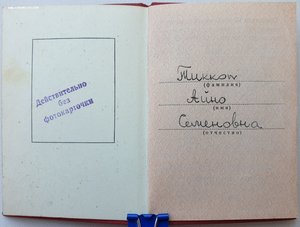 Действительно
без
фотокарточки
Тиккоп
(фамилия)
Айно
(имя)
Семеновна
(отчество)